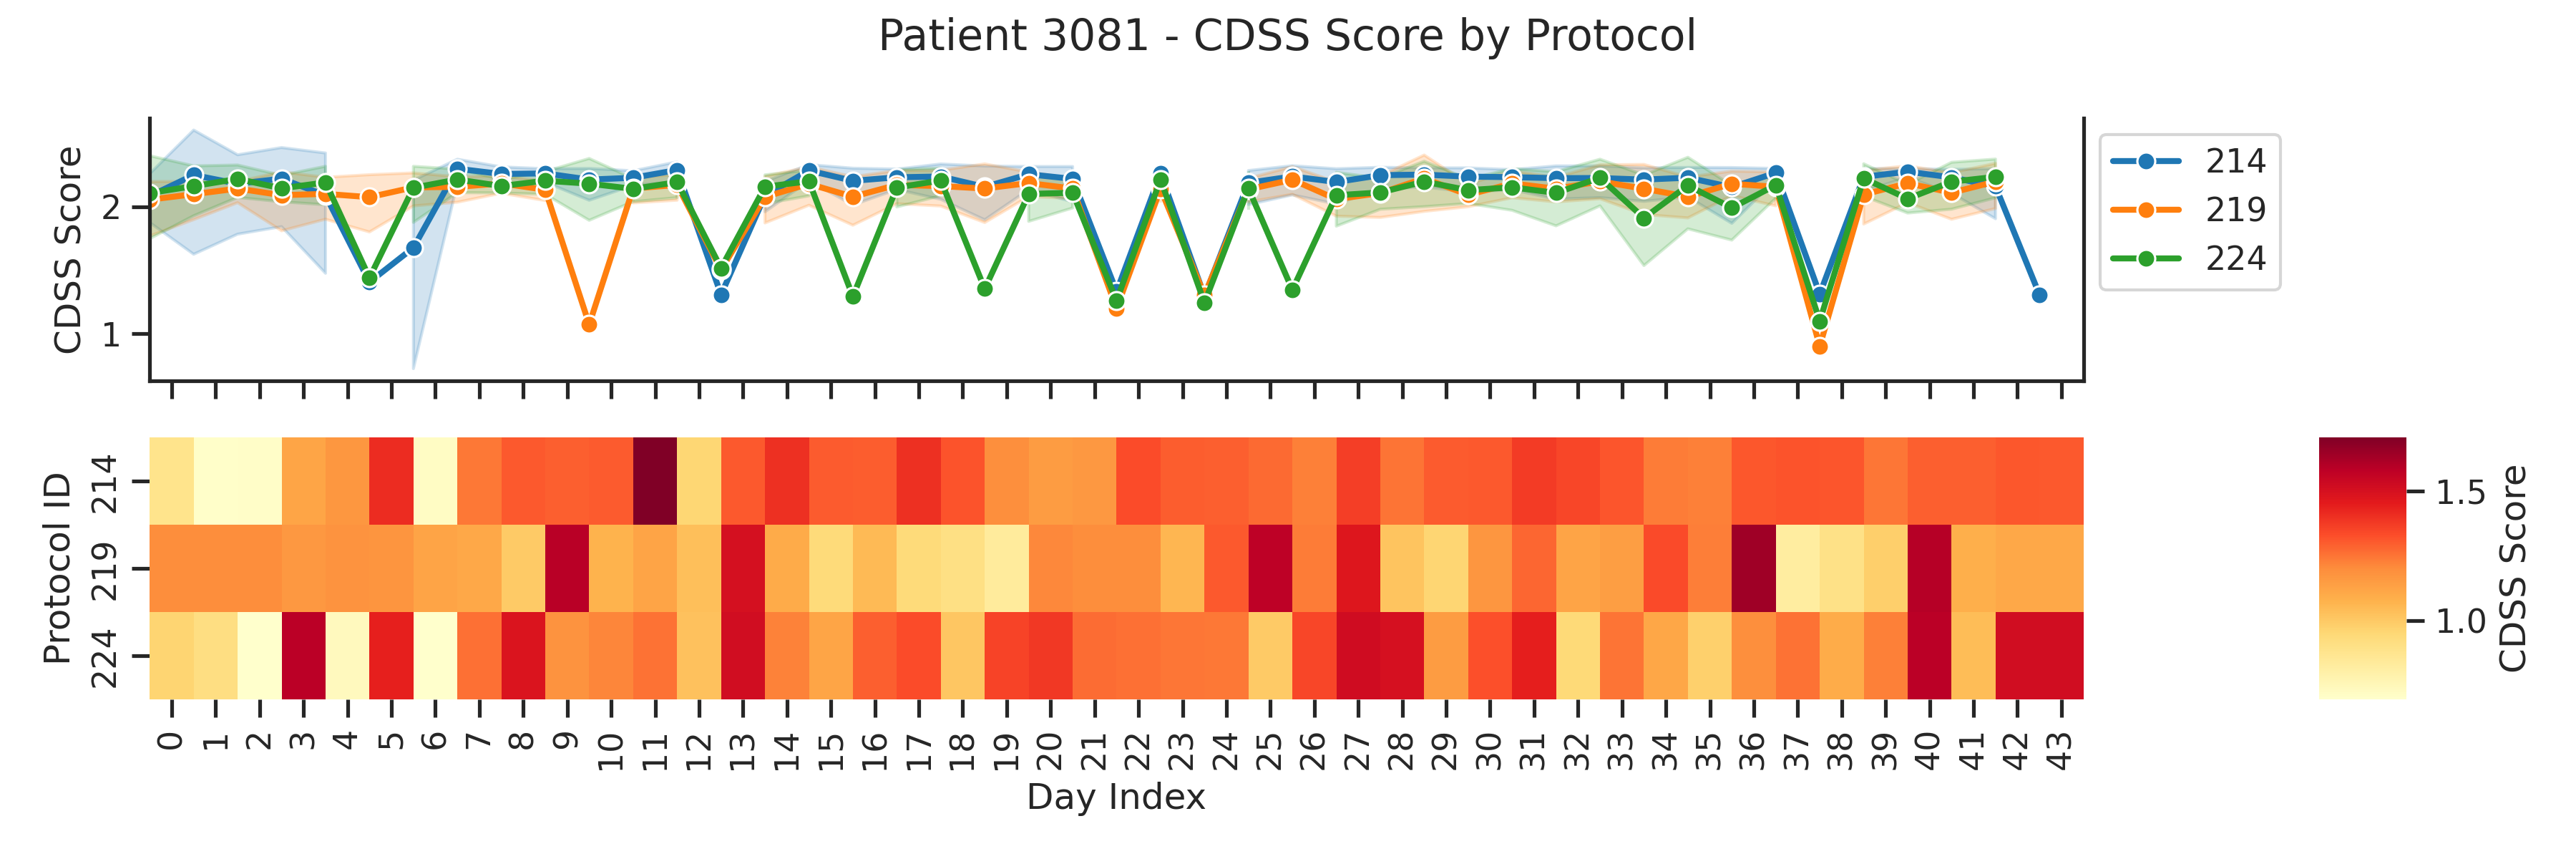 Patient 3081 - CDSS Score by Protocol
CDSS Score
2
1
214
219
224
Protocol ID
214
219
224
0 1 2 3 4 5 6 7 8 9 10 11 12 13 14 15 16 17 18 19 20 21 22 23 24 25 26 27 28 29 30 31 32 33 34 35 36 37 38 39 40 41 42 43
Day Index
1.5
1.0
CDSS Score